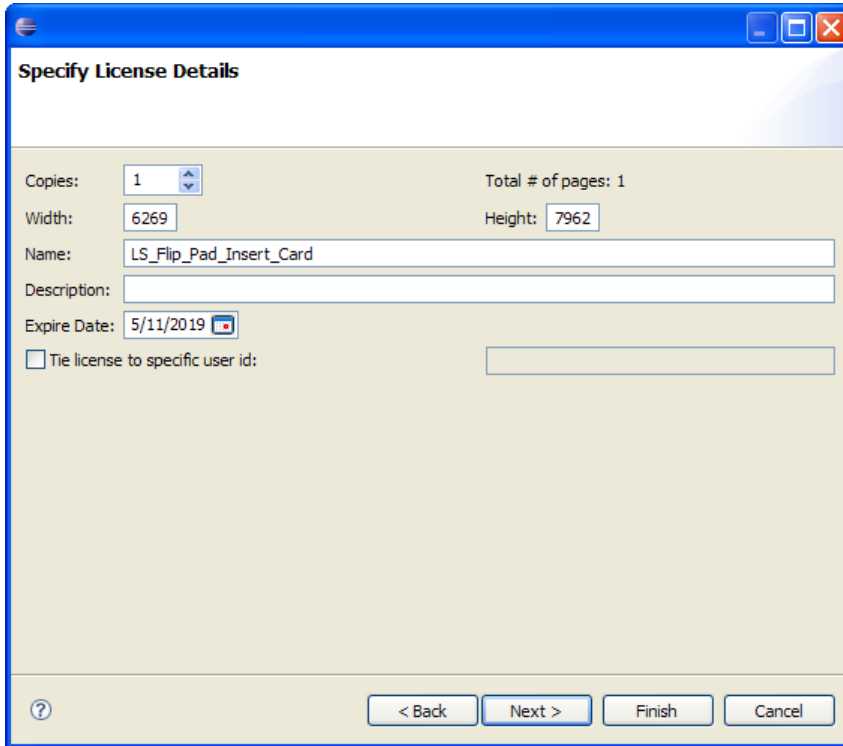 Specify License Details
Copies: 1 Total # of pages: 1
Width: 6269 Height: 7962
Name: LS_Flip_Pad_Insert_Card
Description:
Expire Date: 5/11/2019
Tie license to specific user id:
? < Back Next > Finish Cancel